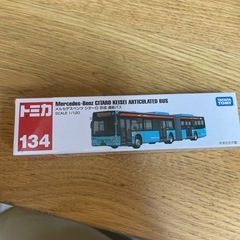 トミカ
134
Mercedes-Benz CITARO KEISEI ARTICULATED BUS
メルセデスベンツ シターロ 京成 連節バス
SCALE 1/120
TAKARA
TOMY